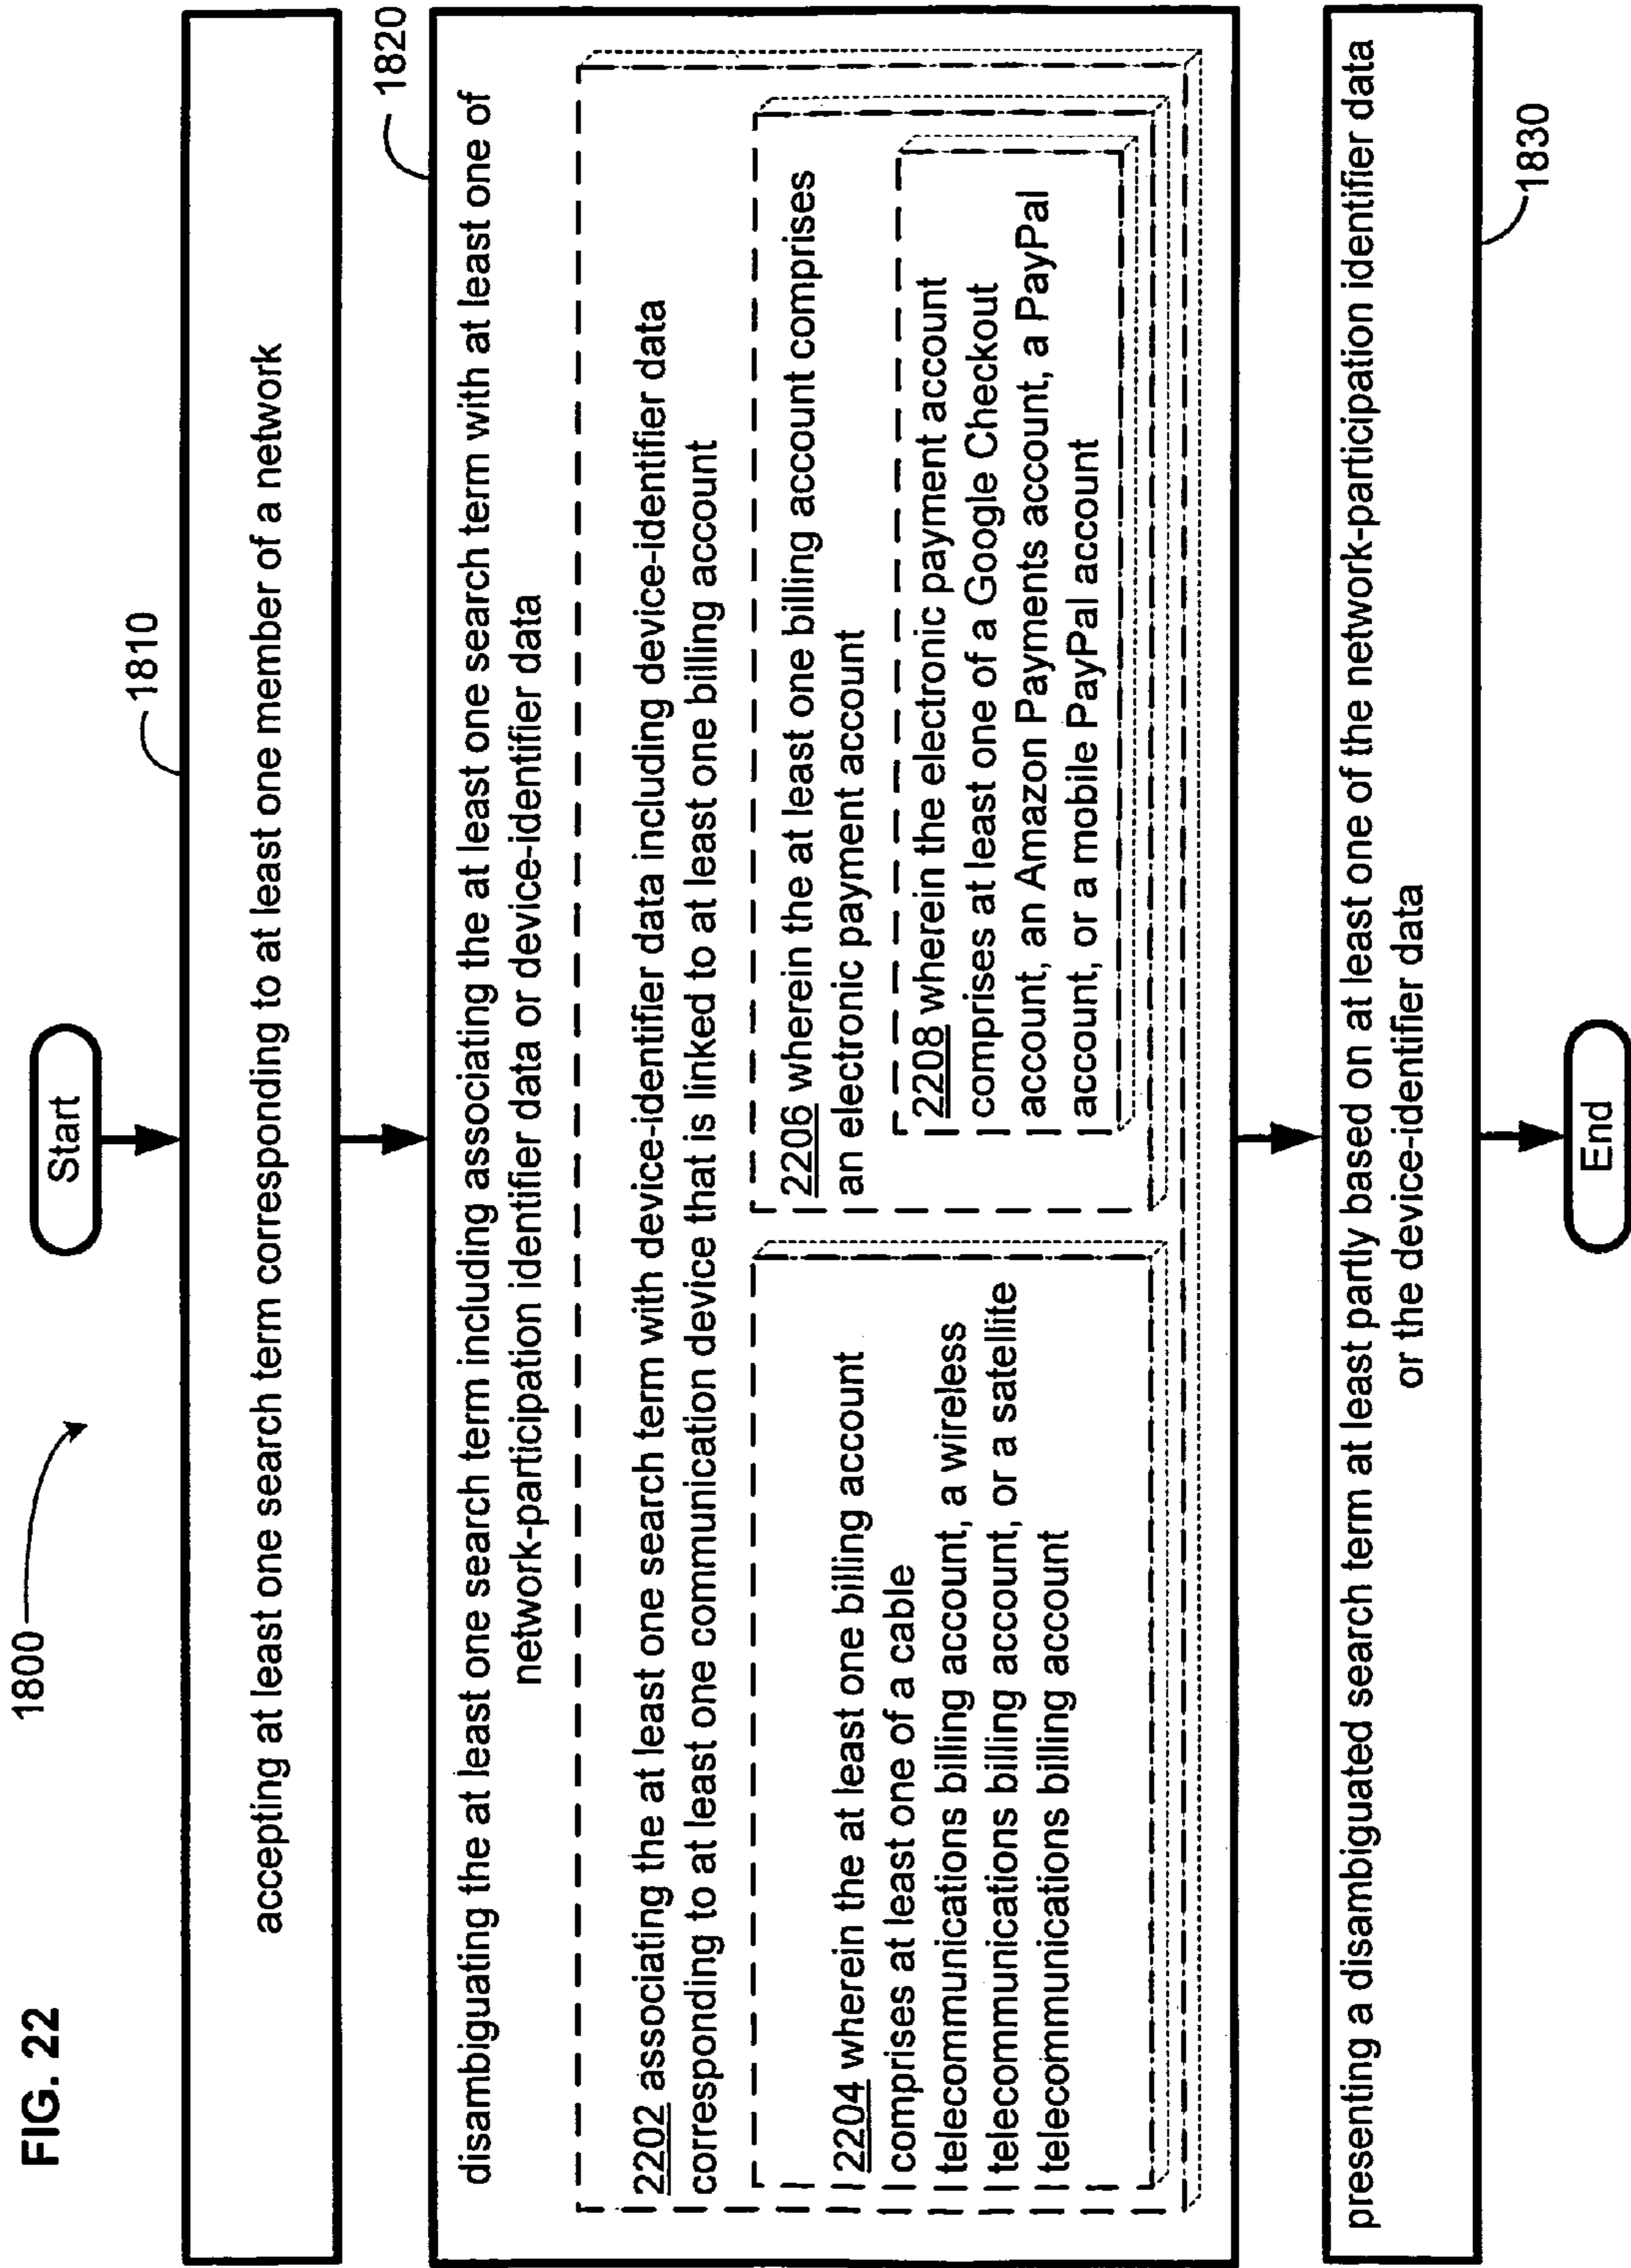 FIG. 22
1800
Start
1810
accepting at least one search term corresponding to at least one member of a network
1820
disambiguating the at least one search term including associating the at least one search term with at least one of
network-participation identifier data or device-identifier data
2202 associating the at least one search term with device-identifier data including device-identifier data
corresponding to at least one communication device that is linked to at least one billing account
2204 wherein the at least one billing account
comprises at least one of a cable
telecommunications billing account, a wireless
telecommunications billing account, or a satellite
telecommunications billing account
2206 wherein the at least one billing account comprises
an electronic payment account
2208 wherein the electronic payment account
comprises at least one of a Google Checkout
account, an Amazon Payments account, a PayPal
account, or a mobile PayPal account
presenting a disambiguated search term at least partly based on at least one of the network-participation identifier data
or the device-identifier data
1830
End